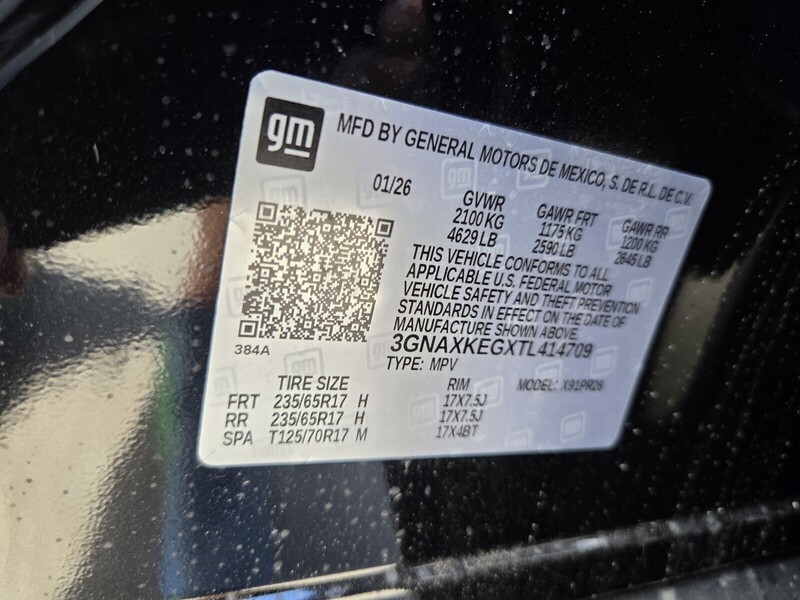 gm
MFD BY GENERAL MOTORS DE MEXICO, S. DE R.L. DE C.V.
01/26
GVWR GAWR FRT GAWR RR
2100 KG 1175 KG 1200 KG
4629 LB 2590 LB 2645 LB
THIS VEHICLE CONFORMS TO ALL
APPLICABLE U.S. FEDERAL MOTOR
VEHICLE SAFETY AND THEFT PREVENTION
STANDARDS IN EFFECT ON THE DATE OF
MANUFACTURE SHOWN ABOVE.
3GNAXKEGXTL414709
384A
TYPE: MPV
TIRE SIZE RIM MODEL: X91PR26
FRT 235/65R17 H 17X7.5J
RR 235/65R17 H 17X7.5J
SPA T125/70R17 M 17X4BT